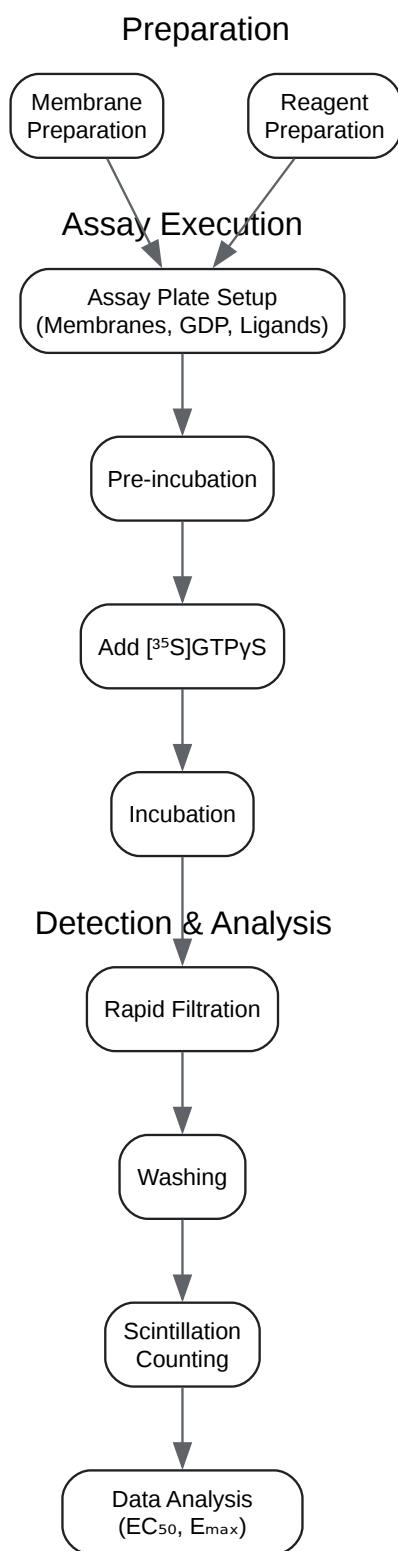 Preparation
Membrane
Preparation
Reagent
Preparation
Assay Execution
Assay Plate Setup
(Membranes, GDP, Ligands)
Pre-incubation
Add [³⁵S]GTPγS
Incubation
Detection & Analysis
Rapid Filtration
Washing
Scintillation
Counting
Data Analysis
(EC₅₀, Eₘₐₓ)